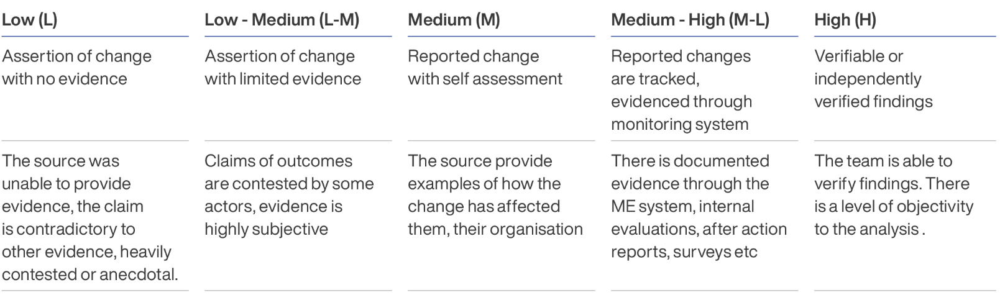 Low (L)
Low - Medium (L-M)
Medium (M)
Medium - High (M-L)
High (H)
Assertion of change
with no evidence
Assertion of change
with limited evidence
Reported change
with self assessment
Reported changes
are tracked,
evidenced through
monitoring system
Verifiable or
independently
verified findings
The source was
unable to provide
evidence, the claim
is contradictory to
other evidence, heavily
contested or anecdotal.
Claims of outcomes
are contested by some
actors, evidence is
highly subjective
The source provide
examples of how the
change has affected
them, their organisation
There is documented
evidence through the
ME system, internal
evaluations, after action
reports, surveys etc
The team is able to
verify findings. There
is a level of objectivity
to the analysis .